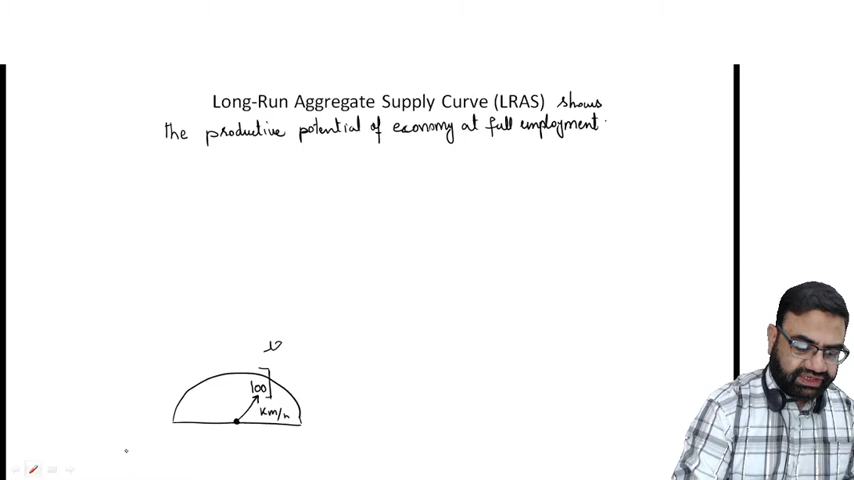 Long-Run Aggregate Supply Curve (LRAS) shows
the productive potential of economy at full employment.
100
km/h